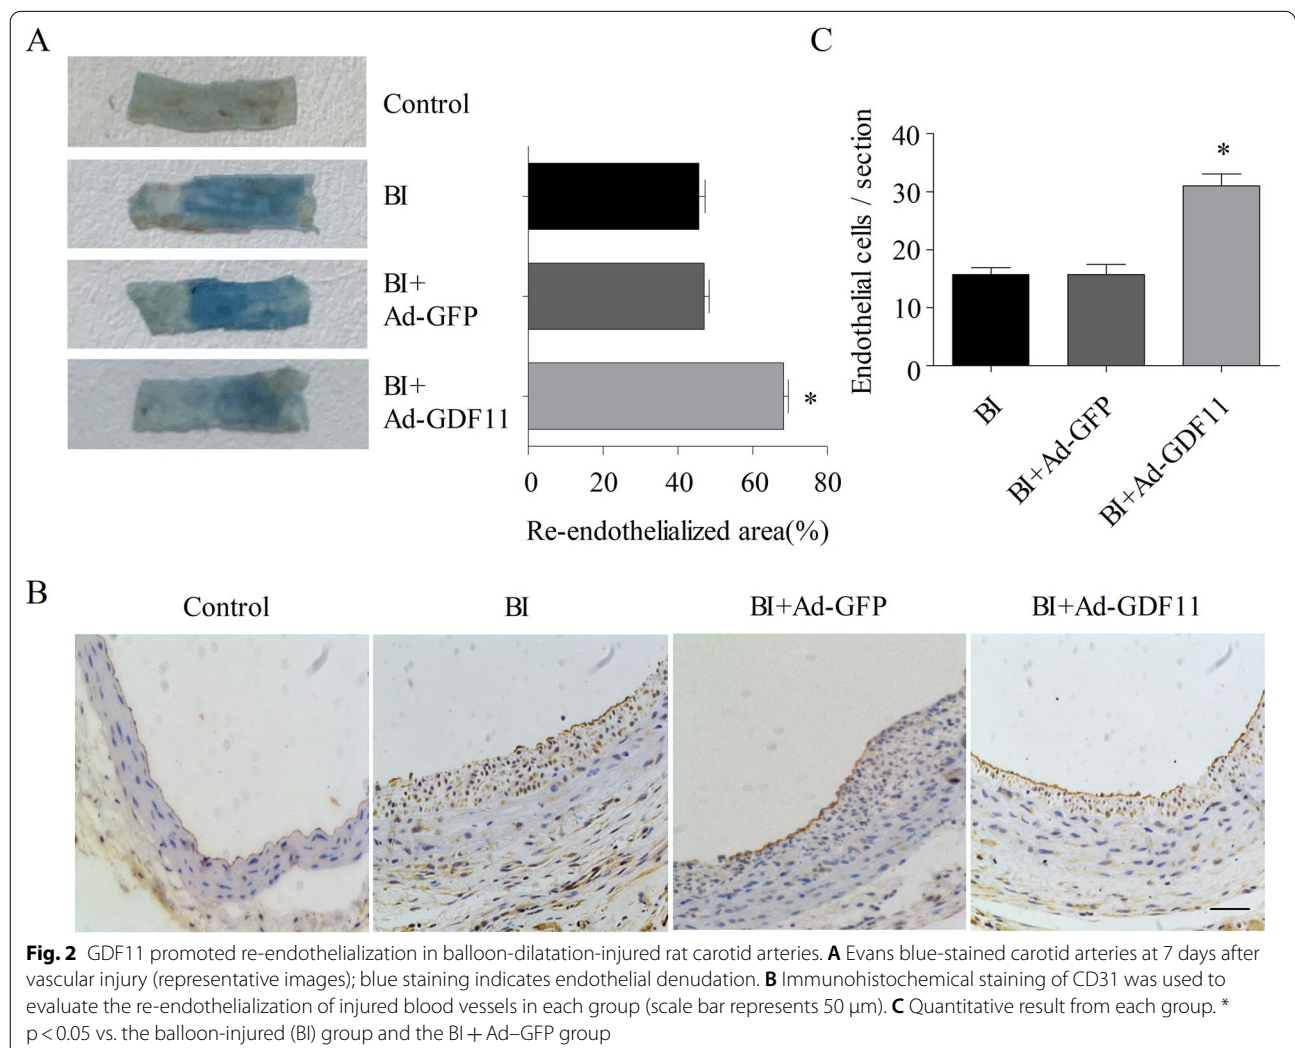 A
Control
BI
BI+
Ad-GFP
BI+
Ad-GDF11
*
0 20 40 60 80
Re-endothelialized area(%)
C
Endothelial cells / section
40
30
20
10
0
*
BI
BI+Ad-GFP
BI+Ad-GDF11
B
Control BI BI+Ad-GFP BI+Ad-GDF11
Fig. 2 GDF11 promoted re-endothelialization in balloon-dilatation-injured rat carotid arteries. A Evans blue-stained carotid arteries at 7 days after
vascular injury (representative images); blue staining indicates endothelial denudation. B Immunohistochemical staining of CD31 was used to
evaluate the re-endothelialization of injured blood vessels in each group (scale bar represents 50 μm). C Quantitative result from each group. *
p < 0.05 vs. the balloon-injured (BI) group and the BI + Ad–GFP group